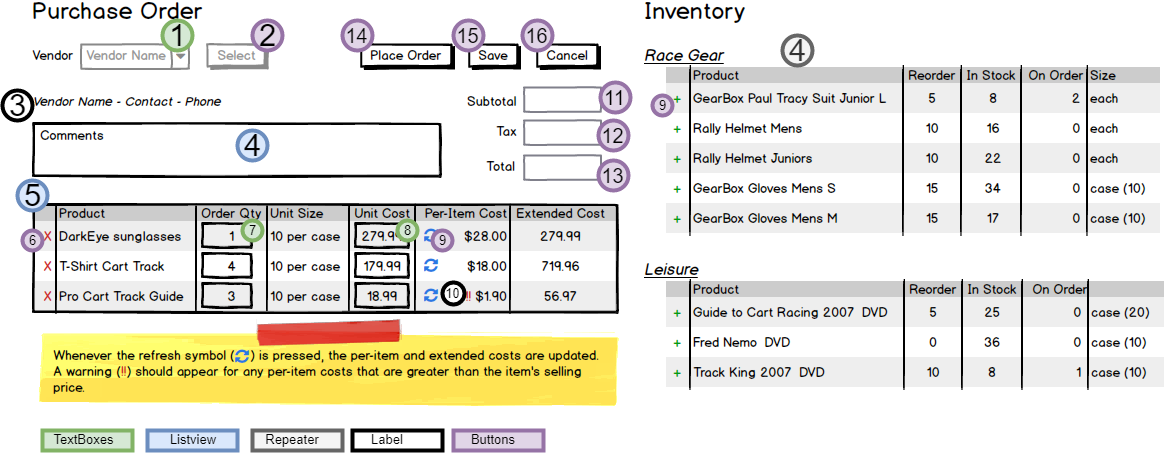 Purchase Order
Vendor Vendor Name 1 Select 2
14 15 16
Place Order Save Cancel
3 Vendor Name - Contact - Phone
Subtotal 11
Tax 12
Total 13
Comments
4
5
Product Order Qty Unit Size Unit Cost Per-Item Cost Extended Cost
6 X DarkEye sunglasses 1 7 10 per case 279.99 8 9 $28.00 279.99
X T-Shirt Cart Track 4 10 per case 179.99 $18.00 719.96
X Pro Cart Track Guide 3 10 per case 18.99 10 !! $1.90 56.97
Whenever the refresh symbol ( ) is pressed, the per-item and extended costs are updated.
A warning (!!) should appear for any per-item costs that are greater than the item's selling
price.
TextBoxes Listview Repeater Label Buttons
Inventory
Race Gear 4
Product Reorder In Stock On Order Size
9 + GearBox Paul Tracy Suit Junior L 5 8 2 each
+ Rally Helmet Mens 10 16 0 each
+ Rally Helmet Juniors 10 22 0 each
+ GearBox Gloves Mens S 15 34 0 case (10)
+ GearBox Gloves Mens M 15 17 0 case (10)
Leisure
Product Reorder In Stock On Order
+ Guide to Cart Racing 2007 DVD 5 25 0 case (20)
+ Fred Nemo DVD 0 36 0 case (10)
+ Track King 2007 DVD 10 8 1 case (10)